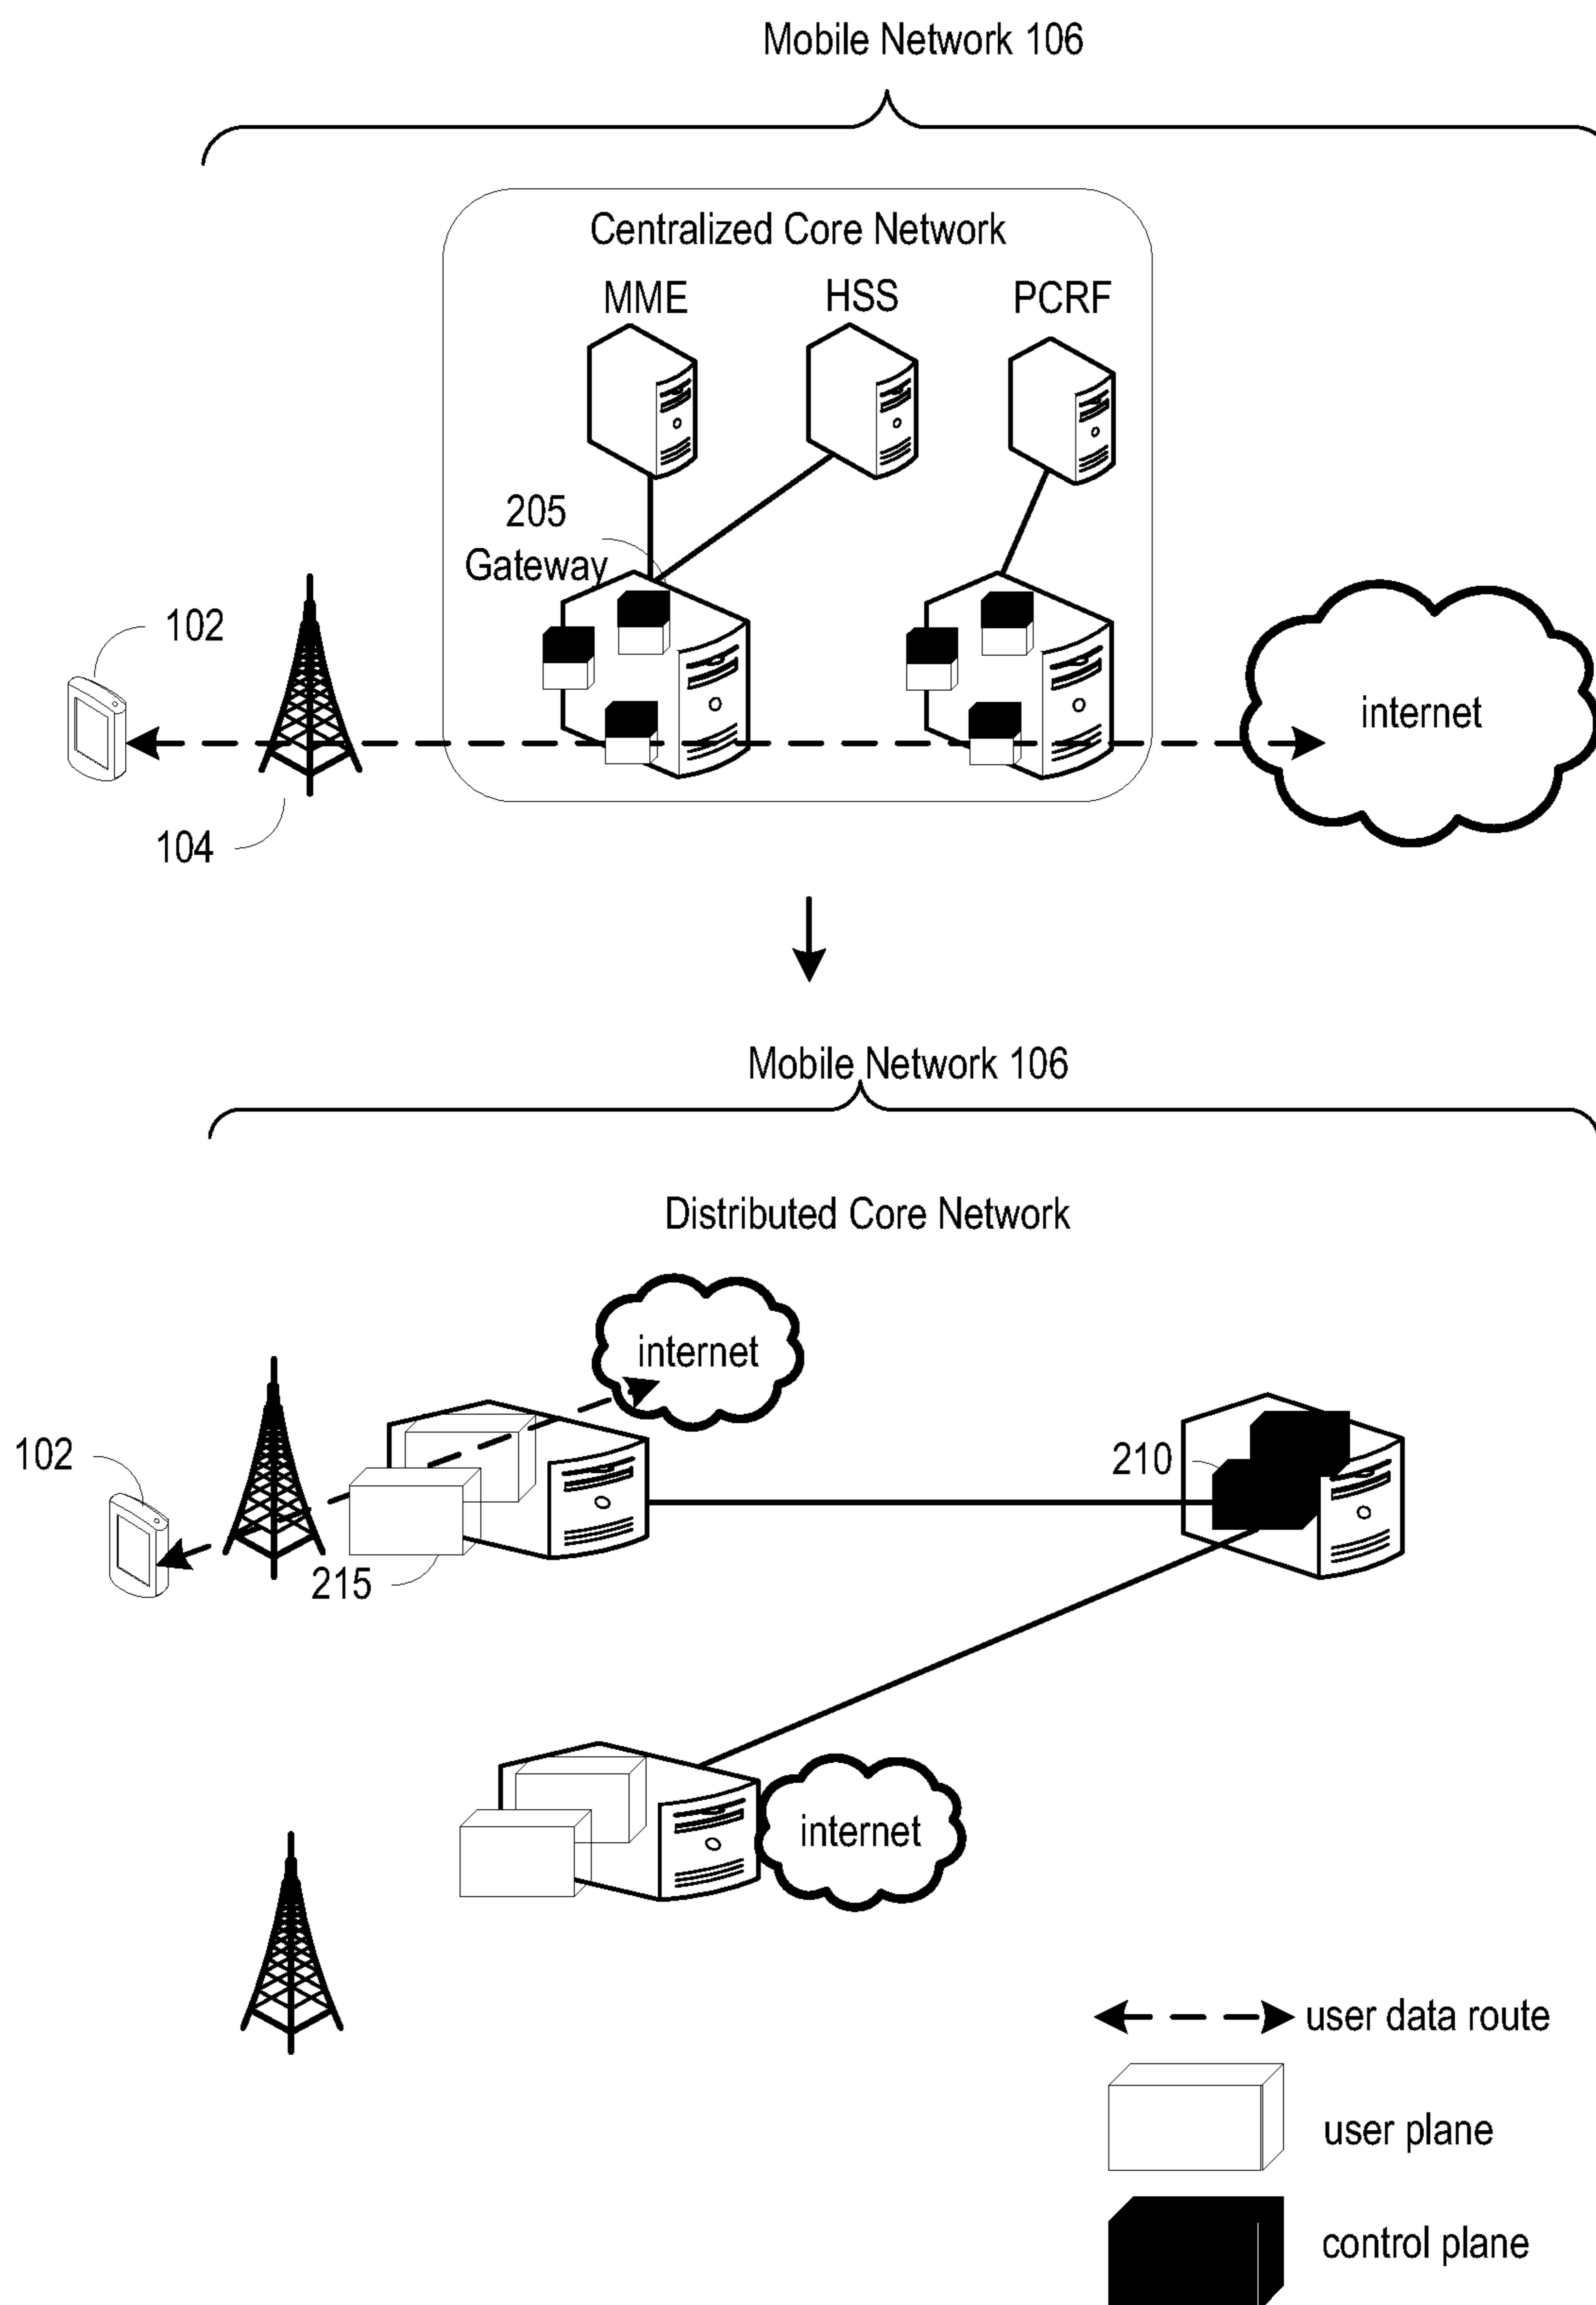 Mobile Network 106
Centralized Core Network
MME
HSS
PCRF
205
Gateway
102
internet
104
Mobile Network 106
Distributed Core Network
internet
102
210
215
internet
user data route
user plane
control plane